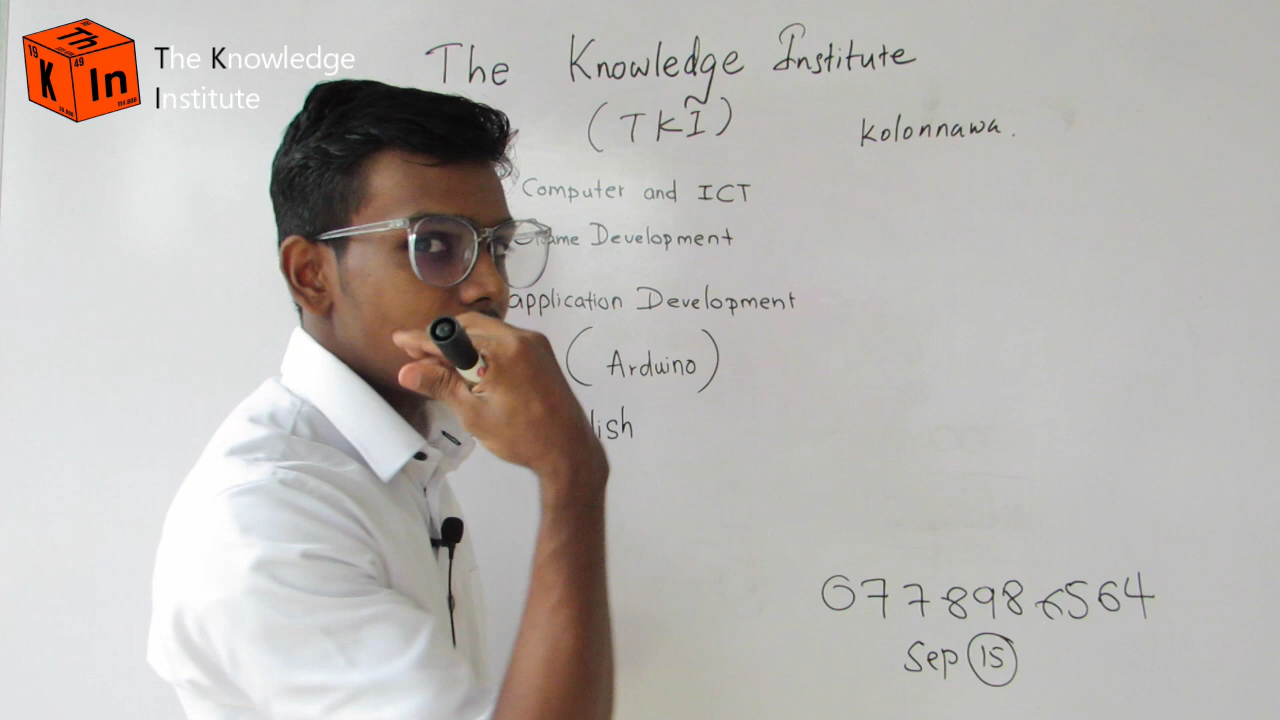 19
Th
49
K
In
The Knowledge
Institute
The Knowledge Institute
(TKI)
Kolonnawa.
Computer and ICT
Game Development
application Development
(Arduino)
lish
0778986564
Sep 15